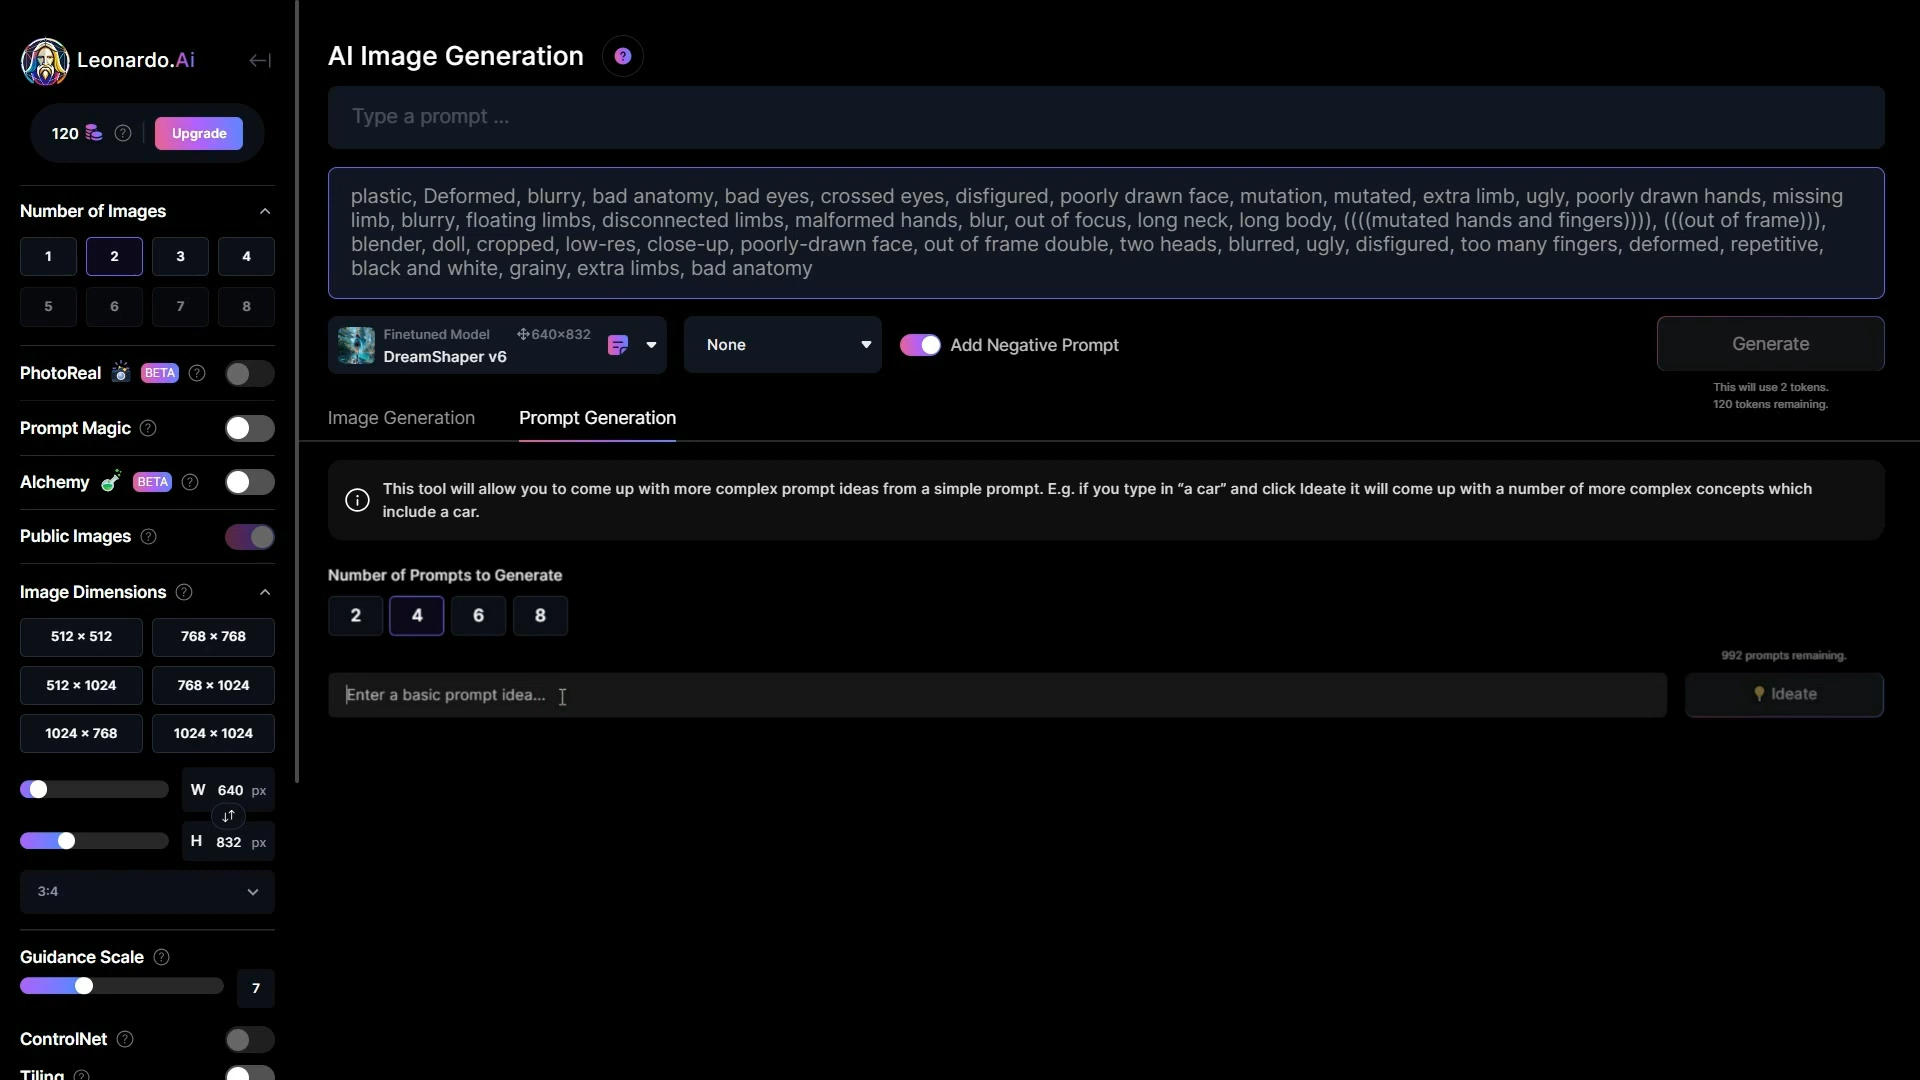 Leonardo.Ai
120
Upgrade
Number of Images
1 2 3 4
5 6 7 8
PhotoReal BETA
Prompt Magic
Alchemy BETA
Public Images
Image Dimensions
512 × 512 768 × 768
512 × 1024 768 × 1024
1024 × 768 1024 × 1024
W 640 px
H 832 px
3:4
Guidance Scale
7
ControlNet
Tiling
AI Image Generation
Type a prompt ...
plastic, Deformed, blurry, bad anatomy, bad eyes, crossed eyes, disfigured, poorly drawn face, mutation, mutated, extra limb, ugly, poorly drawn hands, missing
limb, blurry, floating limbs, disconnected limbs, malformed hands, blur, out of focus, long neck, long body, ((((mutated hands and fingers)))), (((out of frame))),
blender, doll, cropped, low-res, close-up, poorly-drawn face, out of frame double, two heads, blurred, ugly, disfigured, too many fingers, deformed, repetitive,
black and white, grainy, extra limbs, bad anatomy
Finetuned Model 640×832
DreamShaper v6
None
Add Negative Prompt
Generate
This will use 2 tokens.
120 tokens remaining.
Image Generation Prompt Generation
This tool will allow you to come up with more complex prompt ideas from a simple prompt. E.g. if you type in “a car” and click Ideate it will come up with a number of more complex concepts which
include a car.
Number of Prompts to Generate
2 4 6 8
992 prompts remaining.
Enter a basic prompt idea...
Ideate